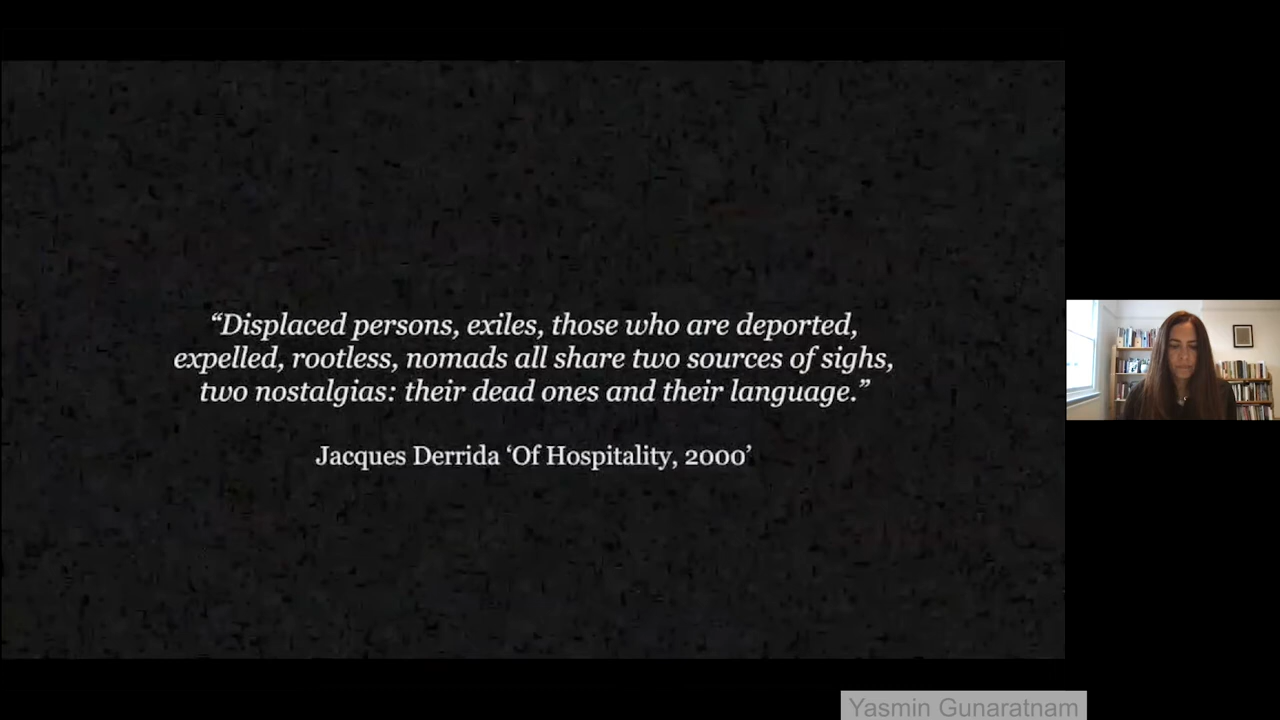 “Displaced persons, exiles, those who are deported,
expelled, rootless, nomads all share two sources of sighs,
two nostalgias: their dead ones and their language.”
Jacques Derrida ‘Of Hospitality, 2000’
Yasmin Gunaratnam